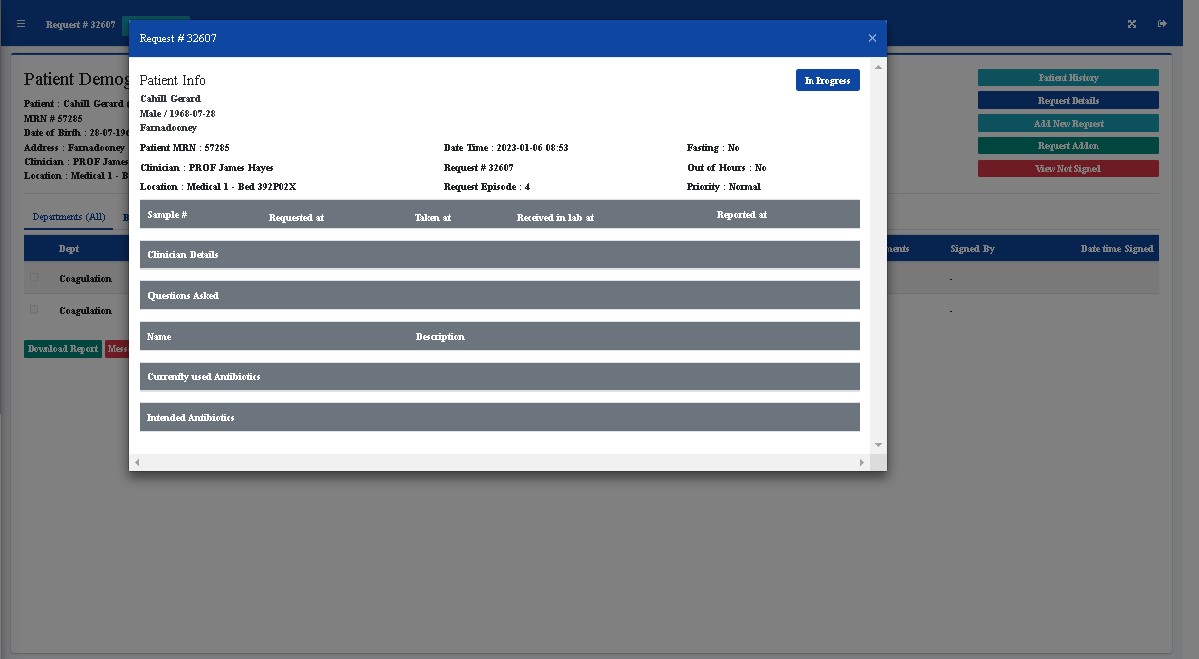 Request # 32607
Request # 32607
×
Patient Info
In Progress
Cahill Gerard
Male / 1968-07-28
Farnadooney
Patient MRN : 57285
Date Time : 2023-01-06 08:53
Fasting : No
Clinician : PROF James Hayes
Request # 32607
Out of Hours : No
Location : Medical 1 - Bed 392P02X
Request Episode : 4
Priority : Normal
Sample #
Requested at
Taken at
Received in lab at
Reported at
Clinician Details
Questions Asked
Name
Description
Currently used Antibiotics
Intended Antibiotics
Patient Demog
Patient : Cahill Gerard
MRN # 57285
Date of Birth : 28-07-196
Address : Farnadooney
Clinician : PROF James
Location : Medical 1 - B
Patient History
Request Details
Add New Request
Request Addon
View Not Signed
Departments (All)
B
Dept
ments
Signed By
Date time Signed
Coagulation
-
Coagulation
-
Download Report
Mess